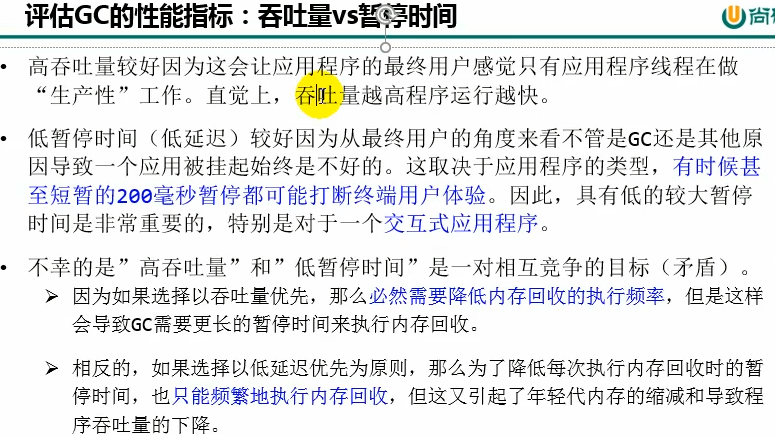 评估GC的性能指标：吞吐量vs暂停时间
尚硅
• 高吞吐量较好因为这会让应用程序的最终用户感觉只有应用程序线程在做
“生产性”工作。直觉上，吞吐量越高程序运行越快。
• 低暂停时间（低延迟）较好因为从最终用户的角度来看不管是GC还是其他原
因导致一个应用被挂起始终是不好的。这取决于应用程序的类型，有时候甚
至短暂的200毫秒暂停都可能打断终端用户体验。因此，具有低的较大暂停
时间是非常重要的，特别是对于一个交互式应用程序。
• 不幸的是”高吞吐量”和”低暂停时间”是一对相互竞争的目标（矛盾）。
➢ 因为如果选择以吞吐量优先，那么必然需要降低内存回收的执行频率，但是这样
会导致GC需要更长的暂停时间来执行内存回收。
➢ 相反的，如果选择以低延迟优先为原则，那么为了降低每次执行内存回收时的暂
停时间，也只能频繁地执行内存回收，但这又引起了年轻代内存的缩减和导致程
序吞吐量的下降。